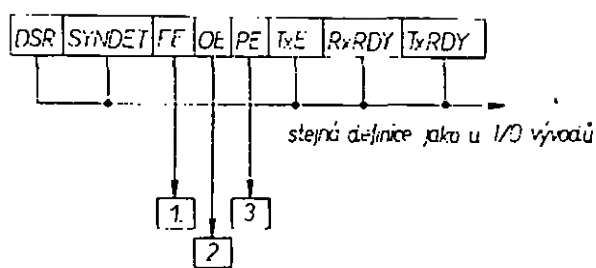 DSR SYNDET FE OE PE TxE RxRDY TxRDY
stejná definice jako u I/O vývodů
1 3
2